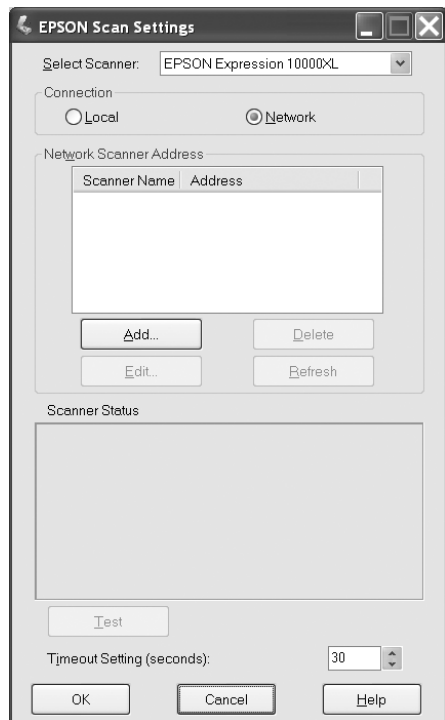 EPSON Scan Settings
Select Scanner: EPSON Expression 10000XL
Connection
Local Network
Network Scanner Address
Scanner Name Address
Add... Delete
Edit... Refresh
Scanner Status
Test
Timeout Setting (seconds): 30
OK Cancel Help